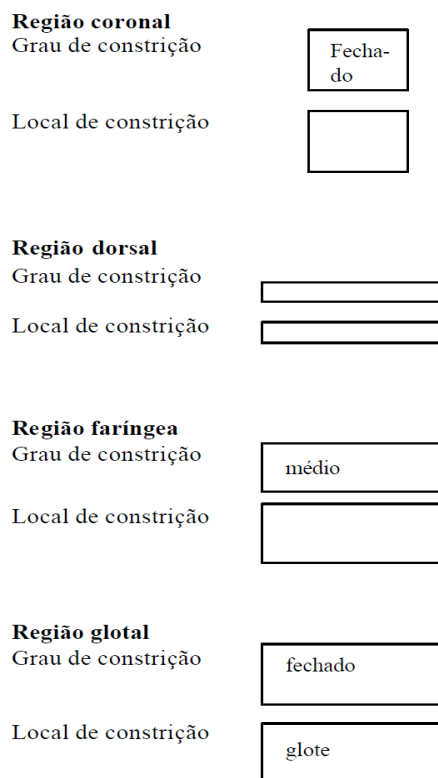 Região coronal
Grau de constrição
Fecha-
do
Local de constrição
Região dorsal
Grau de constrição
Local de constrição
Região faríngea
Grau de constrição
médio
Local de constrição
Região glotal
Grau de constrição
fechado
Local de constrição
glote